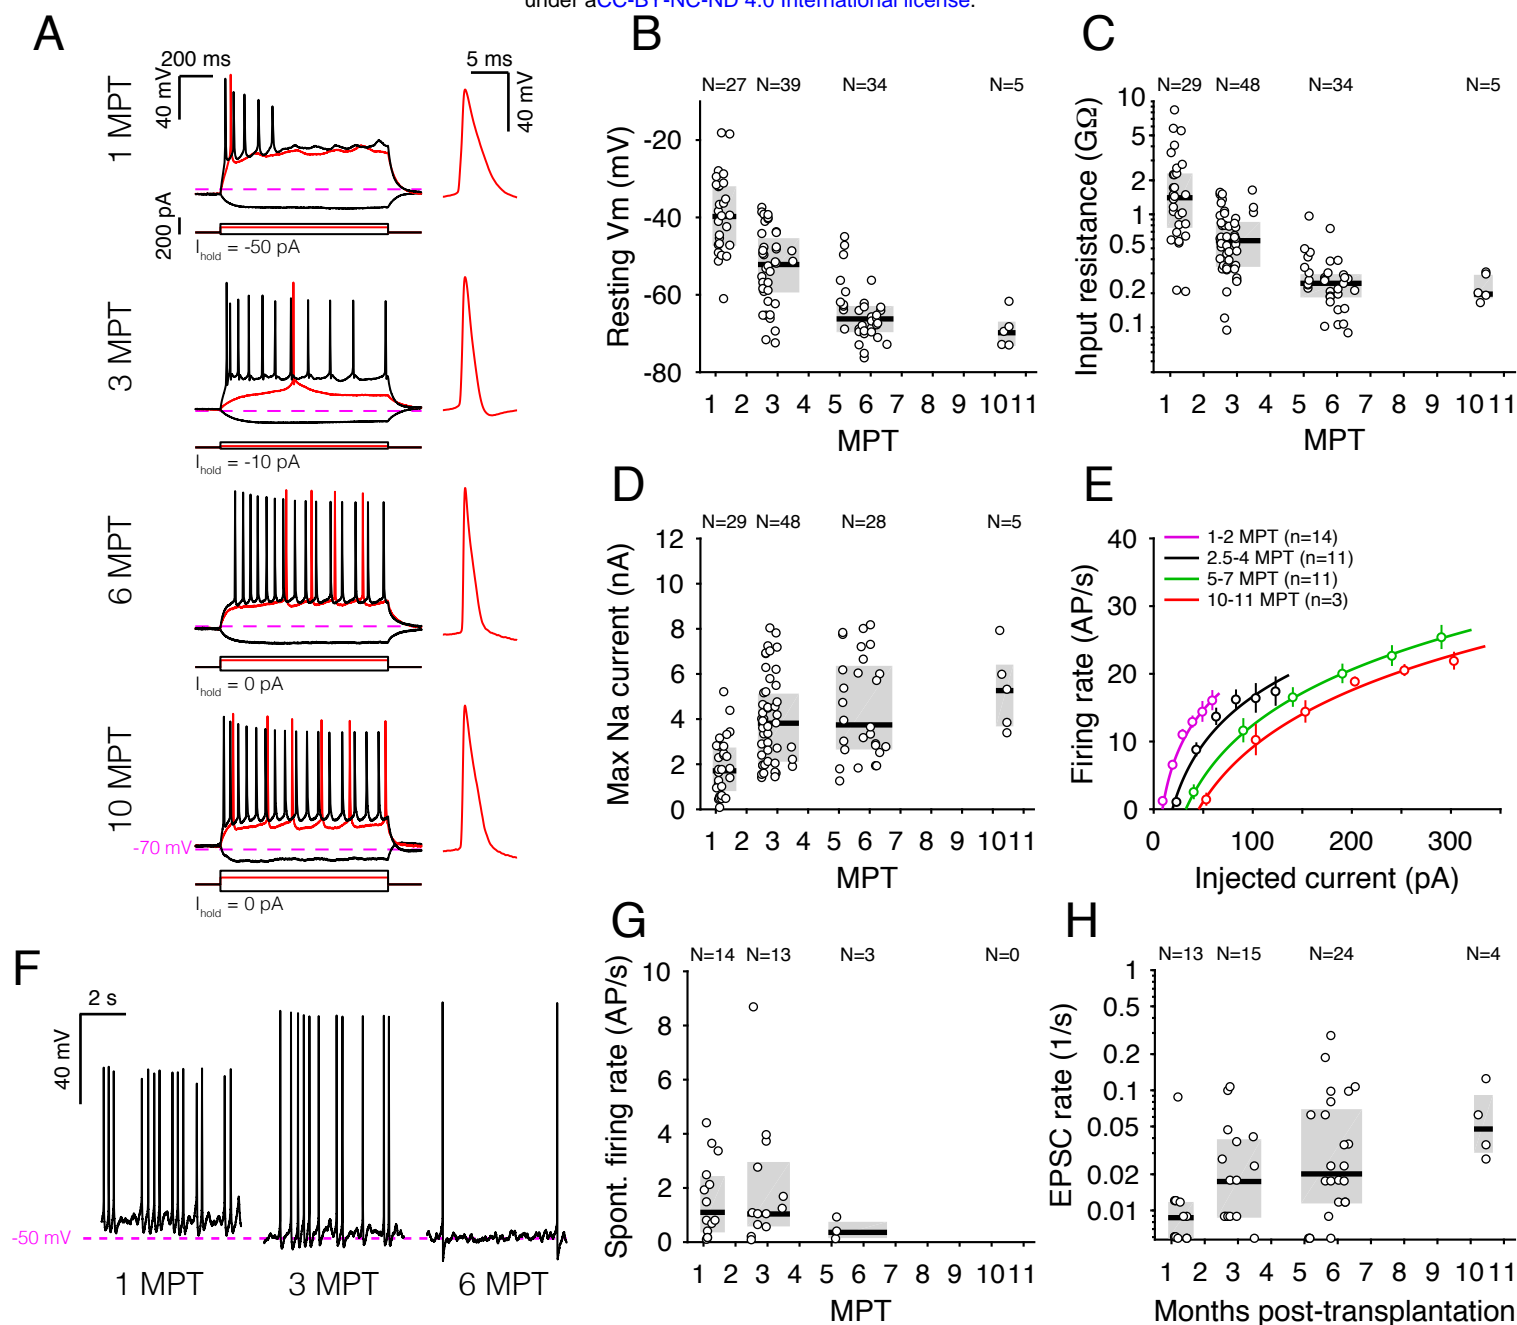 under aCC-BY-NC-ND 4.0 International license.
A
200 ms
40 mV
5 ms
40 mV
1 MPT
200 pA
Ihold = -50 pA
3 MPT
Ihold = -10 pA
6 MPT
Ihold = 0 pA
10 MPT
-70 mV
Ihold = 0 pA
B
N=27 N=39 N=34 N=5
Resting Vm (mV)
-20
-40
-60
-80
1 2 3 4 5 6 7 8 9 10 11
MPT
C
N=29 N=48 N=34 N=5
Input resistance (GΩ)
10
5
2
1
0.5
0.2
0.1
1 2 3 4 5 6 7 8 9 10 11
MPT
D
N=29 N=48 N=28 N=5
Max Na current (nA)
12
10
8
6
4
2
0
1 2 3 4 5 6 7 8 9 10 11
MPT
E
1-2 MPT (n=14)
2.5-4 MPT (n=11)
5-7 MPT (n=11)
10-11 MPT (n=3)
Firing rate (AP/s)
40
30
20
10
0
0 100 200 300
Injected current (pA)
F
2 s
40 mV
-50 mV
1 MPT 3 MPT 6 MPT
G
N=14 N=13 N=3 N=0
Spont. firing rate (AP/s)
10
8
6
4
2
0
1 2 3 4 5 6 7 8 9 10 11
MPT
H
N=13 N=15 N=24 N=4
EPSC rate (1/s)
1
0.5
0.2
0.1
0.05
0.02
0.01
1 2 3 4 5 6 7 8 9 10 11
Months post-transplantation